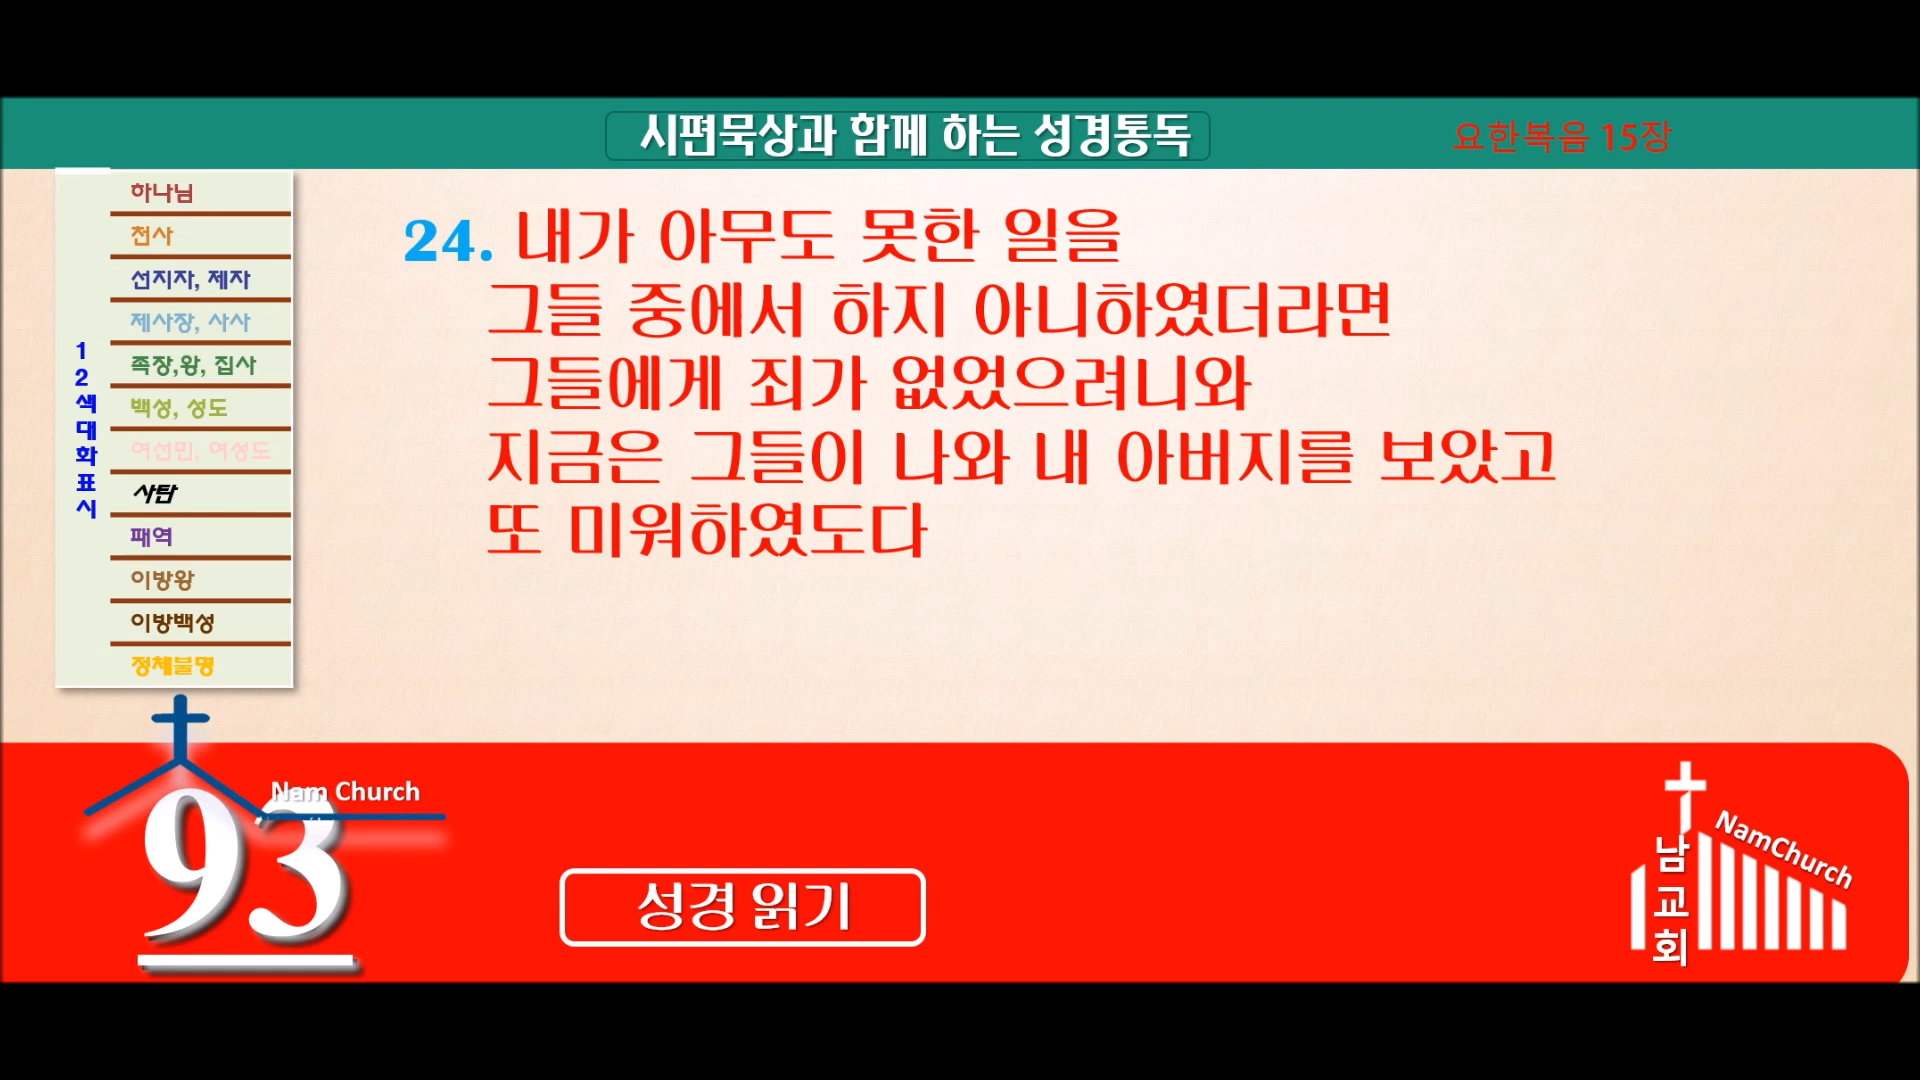 시편묵상과 함께 하는 성경통독
요한복음 15장
12색대화표시
하나님
천사
선지자, 제자
제사장, 사사
족장,왕, 집사
백성, 성도
여선민, 여성도
사탄
패역
이방왕
이방백성
정체불명
24. 내가 아무도 못한 일을
그들 중에서 하지 아니하였더라면
그들에게 죄가 없었으려니와
지금은 그들이 나와 내 아버지를 보았고
또 미워하였도다
Nam Church
93
성경 읽기
NamChurch
남교회